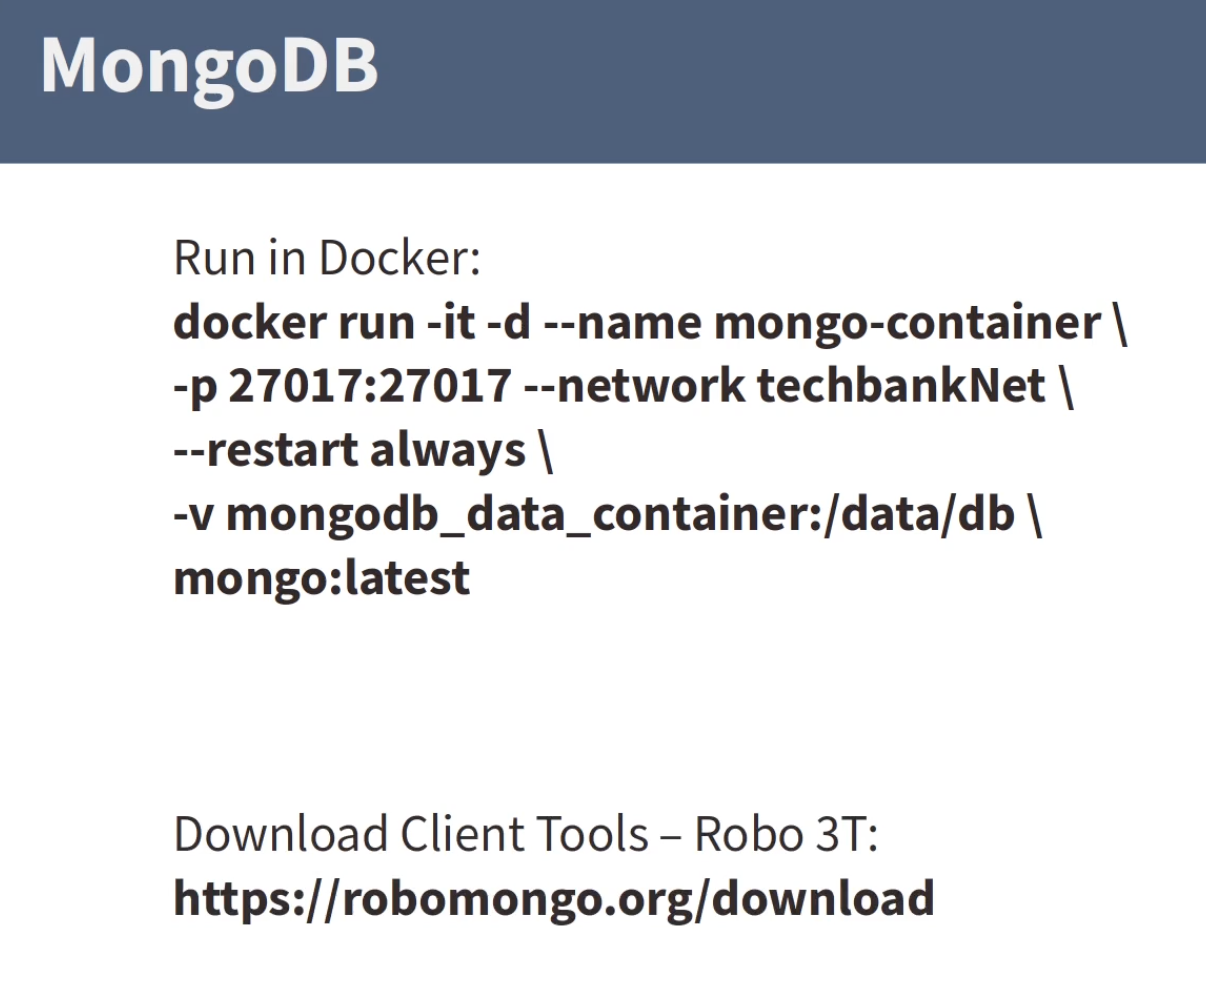 MongoDB
Run in Docker:
docker run -it -d --name mongo-container \
-p 27017:27017 --network techbankNet \
--restart always \
-v mongodb_data_container:/data/db \
mongo:latest
Download Client Tools – Robo 3T:
https://robomongo.org/download